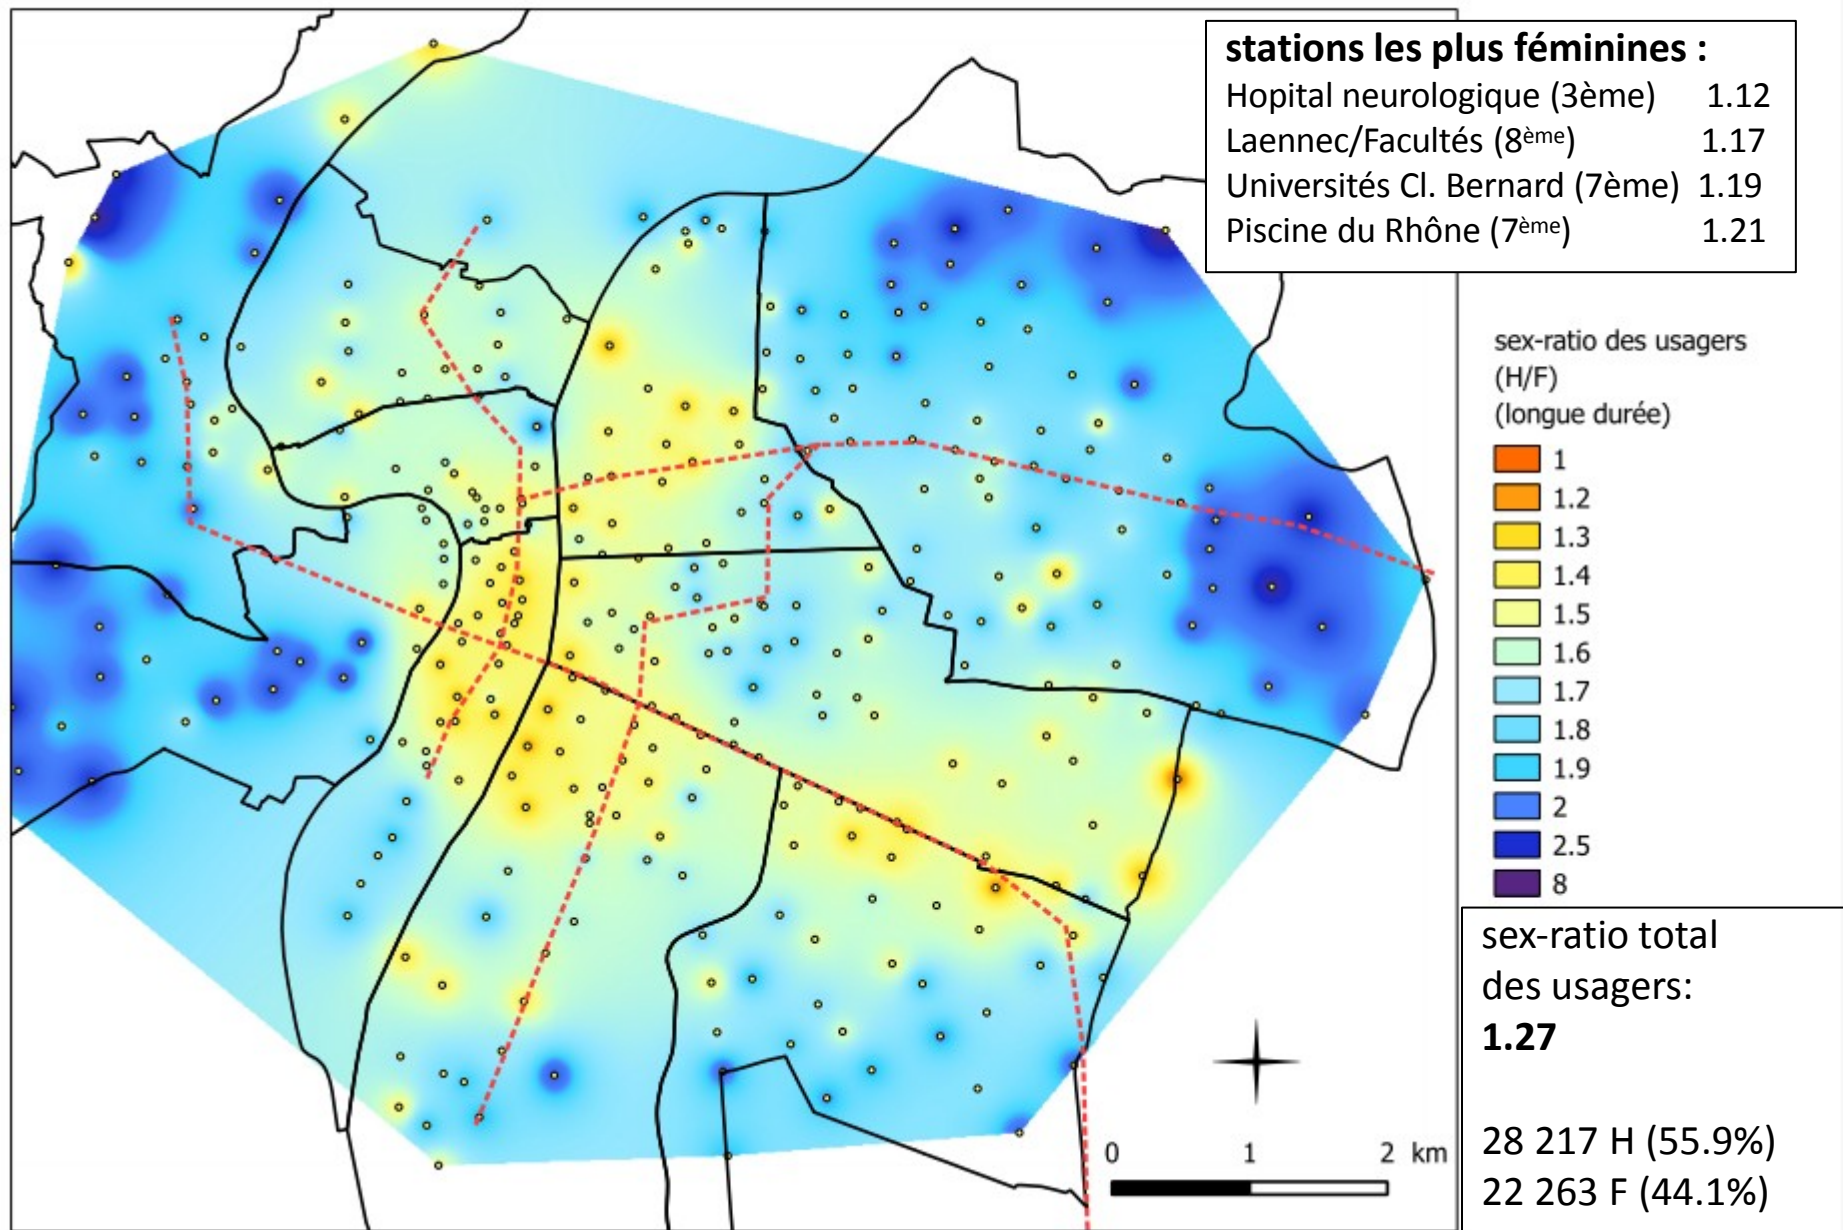 stations les plus féminines :
Hopital neurologique (3ème) 1.12
Laennec/Facultés (8ème) 1.17
Universités Cl. Bernard (7ème) 1.19
Piscine du Rhône (7ème) 1.21
sex-ratio des usagers
(H/F)
(longue durée)
1
1.2
1.3
1.4
1.5
1.6
1.7
1.8
1.9
2
2.5
8
sex-ratio total
des usagers:
1.27
28 217 H (55.9%)
22 263 F (44.1%)
0 1 2 km